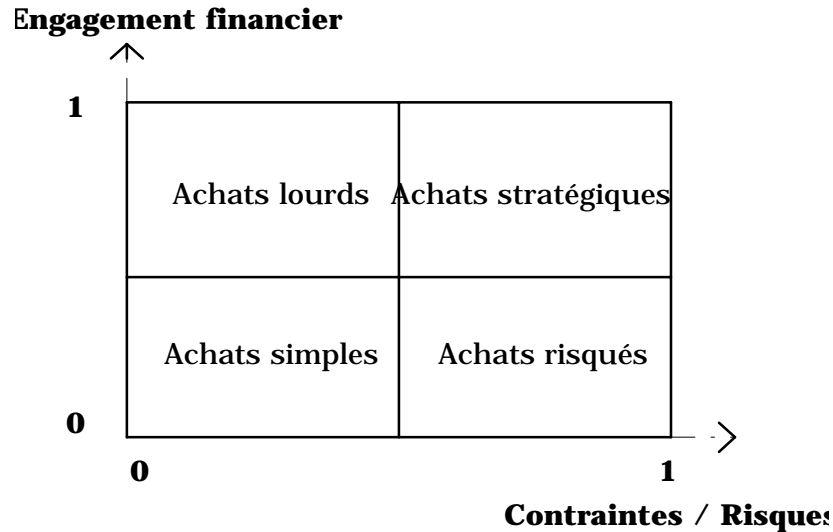 Engagement financier
1
Achats lourds Achats stratégiques
Achats simples Achats risqués
0
0 1
Contraintes / Risques